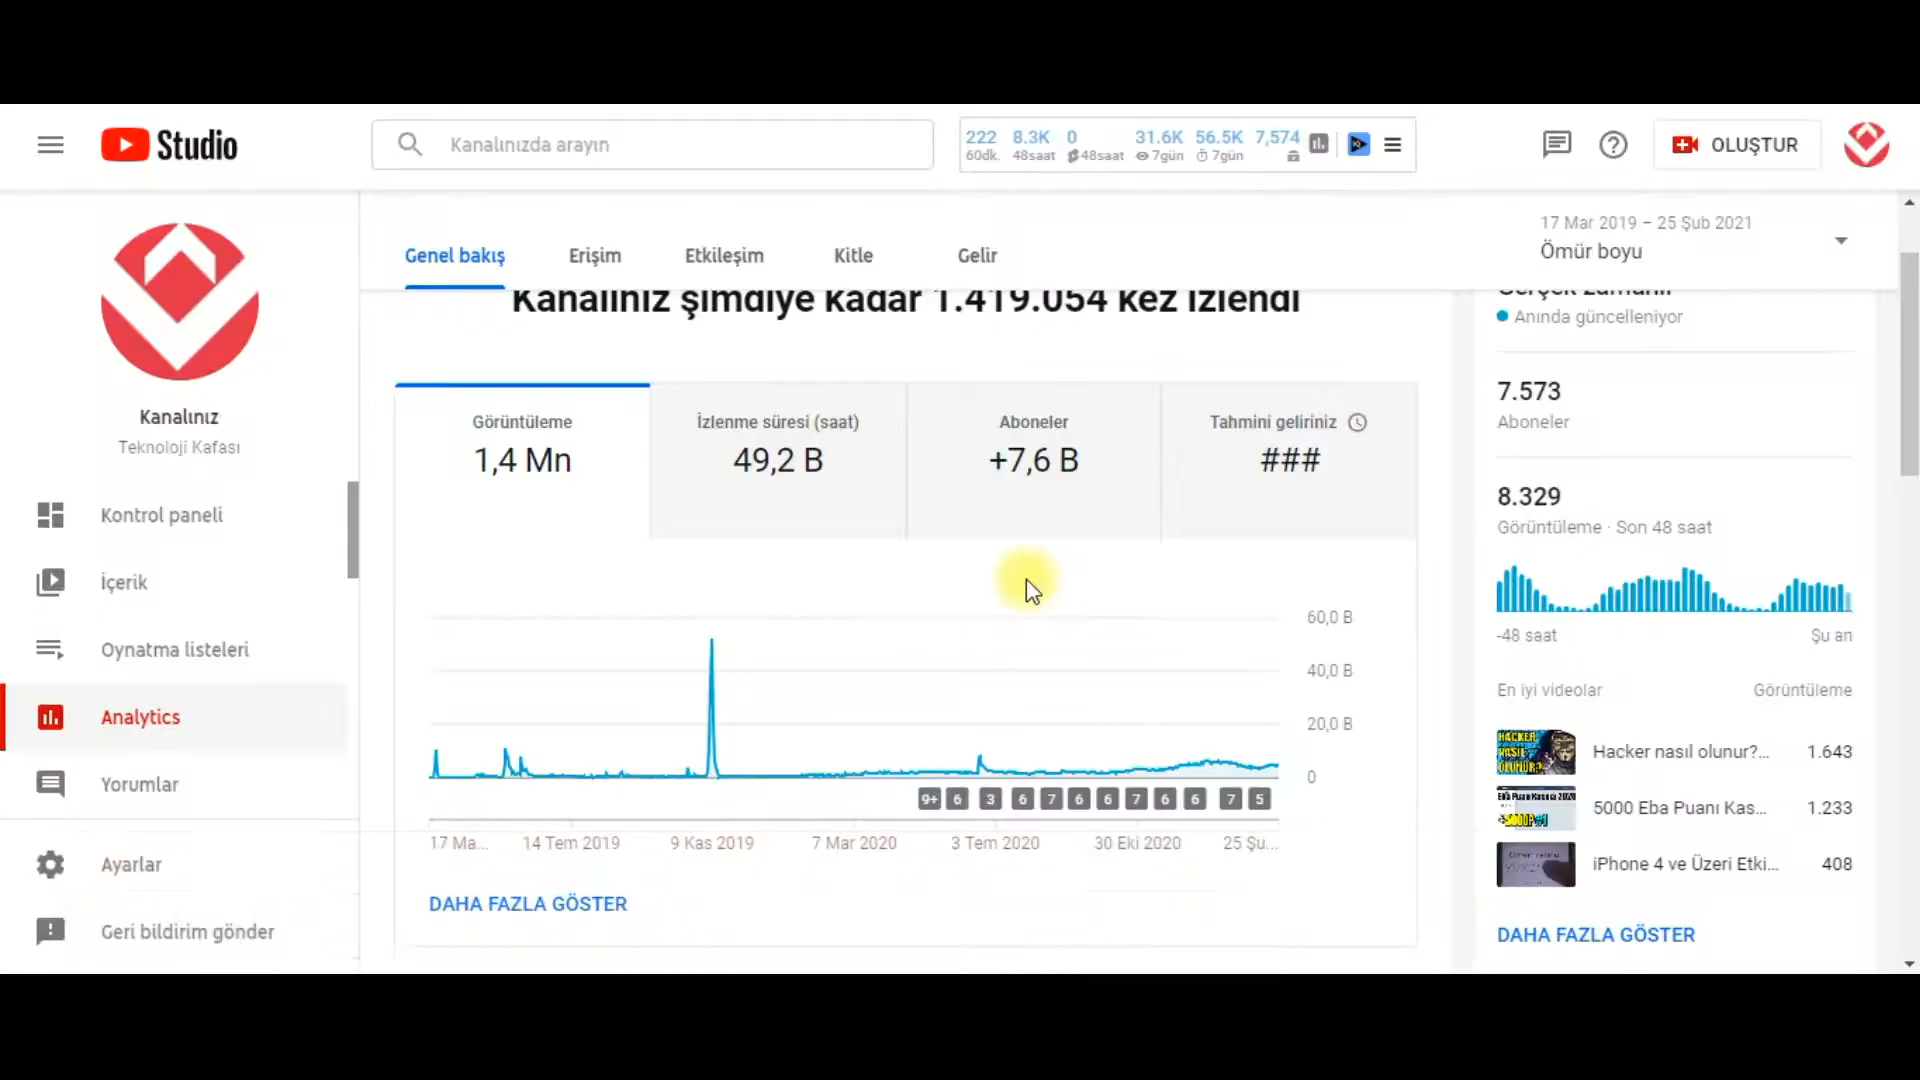 Studio
Kanalınızda arayın
222 8.3K 0 31.6K 56.5K 7,574
60dk. 48saat 48saat 7gün 7gün
OLUŞTUR
Kanalınız
Teknoloji Kafası
Kontrol paneli
İçerik
Oynatma listeleri
Analytics
Yorumlar
Ayarlar
Geri bildirim gönder
Genel bakış Erişim Etkileşim Kitle Gelir
17 Mar 2019 – 25 Şub 2021
Ömür boyu
Kanalınız şimdiye kadar 1.419.054 kez izlendi
Görüntüleme
1,4 Mn
İzlenme süresi (saat)
49,2 B
Aboneler
+7,6 B
Tahmini geliriniz
###
60,0 B
40,0 B
20,0 B
0
9+ 6 3 6 7 6 6 7 6 6 7 5
17 Ma... 14 Tem 2019 9 Kas 2019 7 Mar 2020 3 Tem 2020 30 Eki 2020 25 Şu...
DAHA FAZLA GÖSTER
Gerçek zamanlı
Anında güncelleniyor
7.573
Aboneler
8.329
Görüntüleme · Son 48 saat
-48 saat Şu an
En iyi videolar Görüntüleme
HACKER
NASIL
OLUNUR?
Hacker nasıl olunur?... 1.643
5000 Eba Puanı Kas... 1.233
iPhone 4 ve Üzeri Etki... 408
DAHA FAZLA GÖSTER